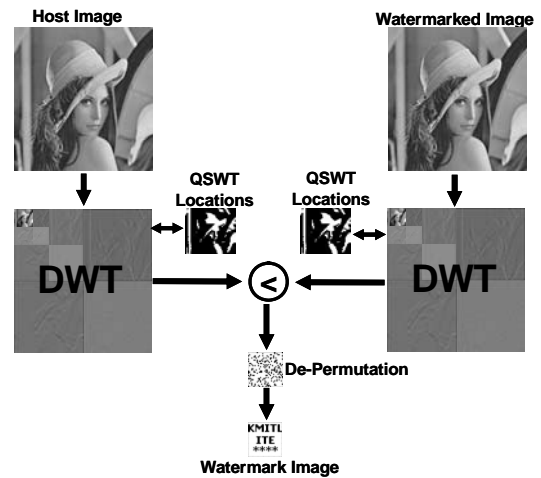 Host Image
Watermarked Image
QSWT
Locations
QSWT
Locations
DWT
<
DWT
De-Permutation
KMITL
ITE
****
Watermark Image